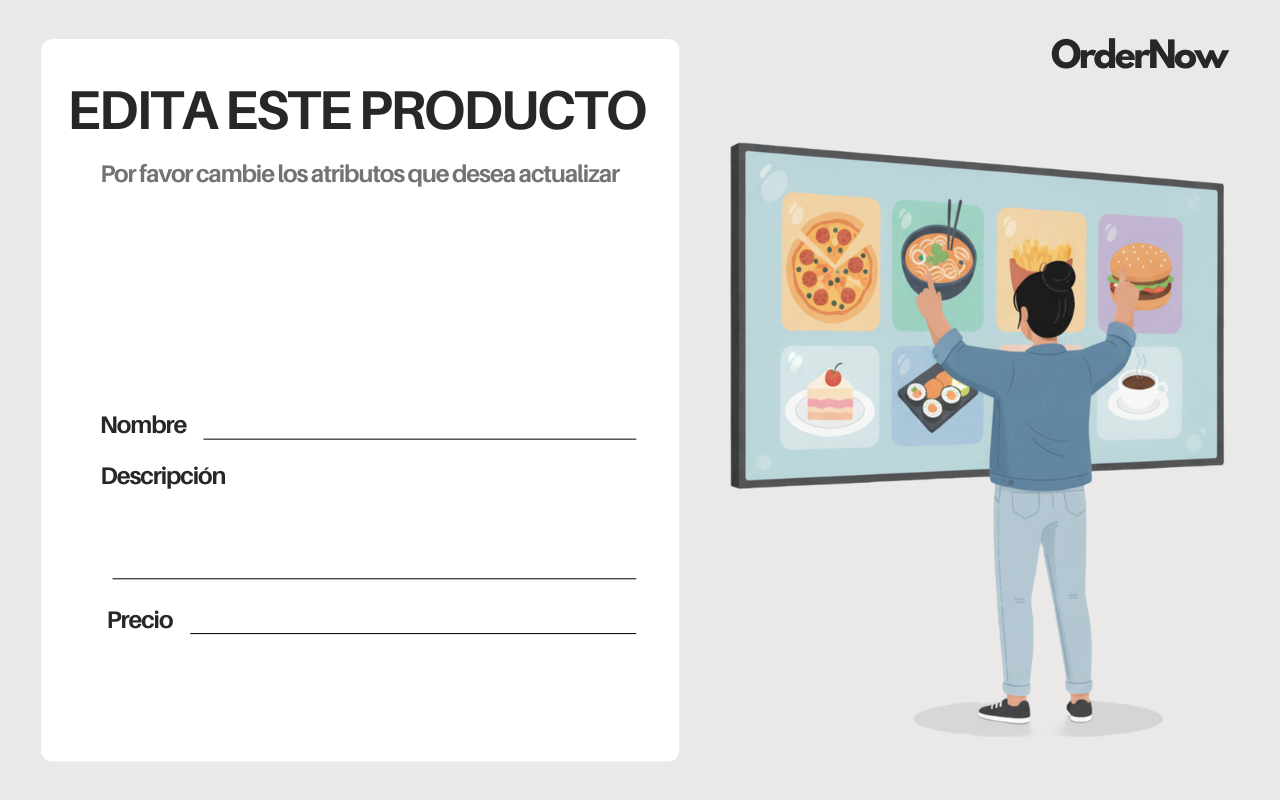 OrderNow
EDITA ESTE PRODUCTO
Por favor cambie los atributos que desea actualizar
Nombre
Descripción
Precio